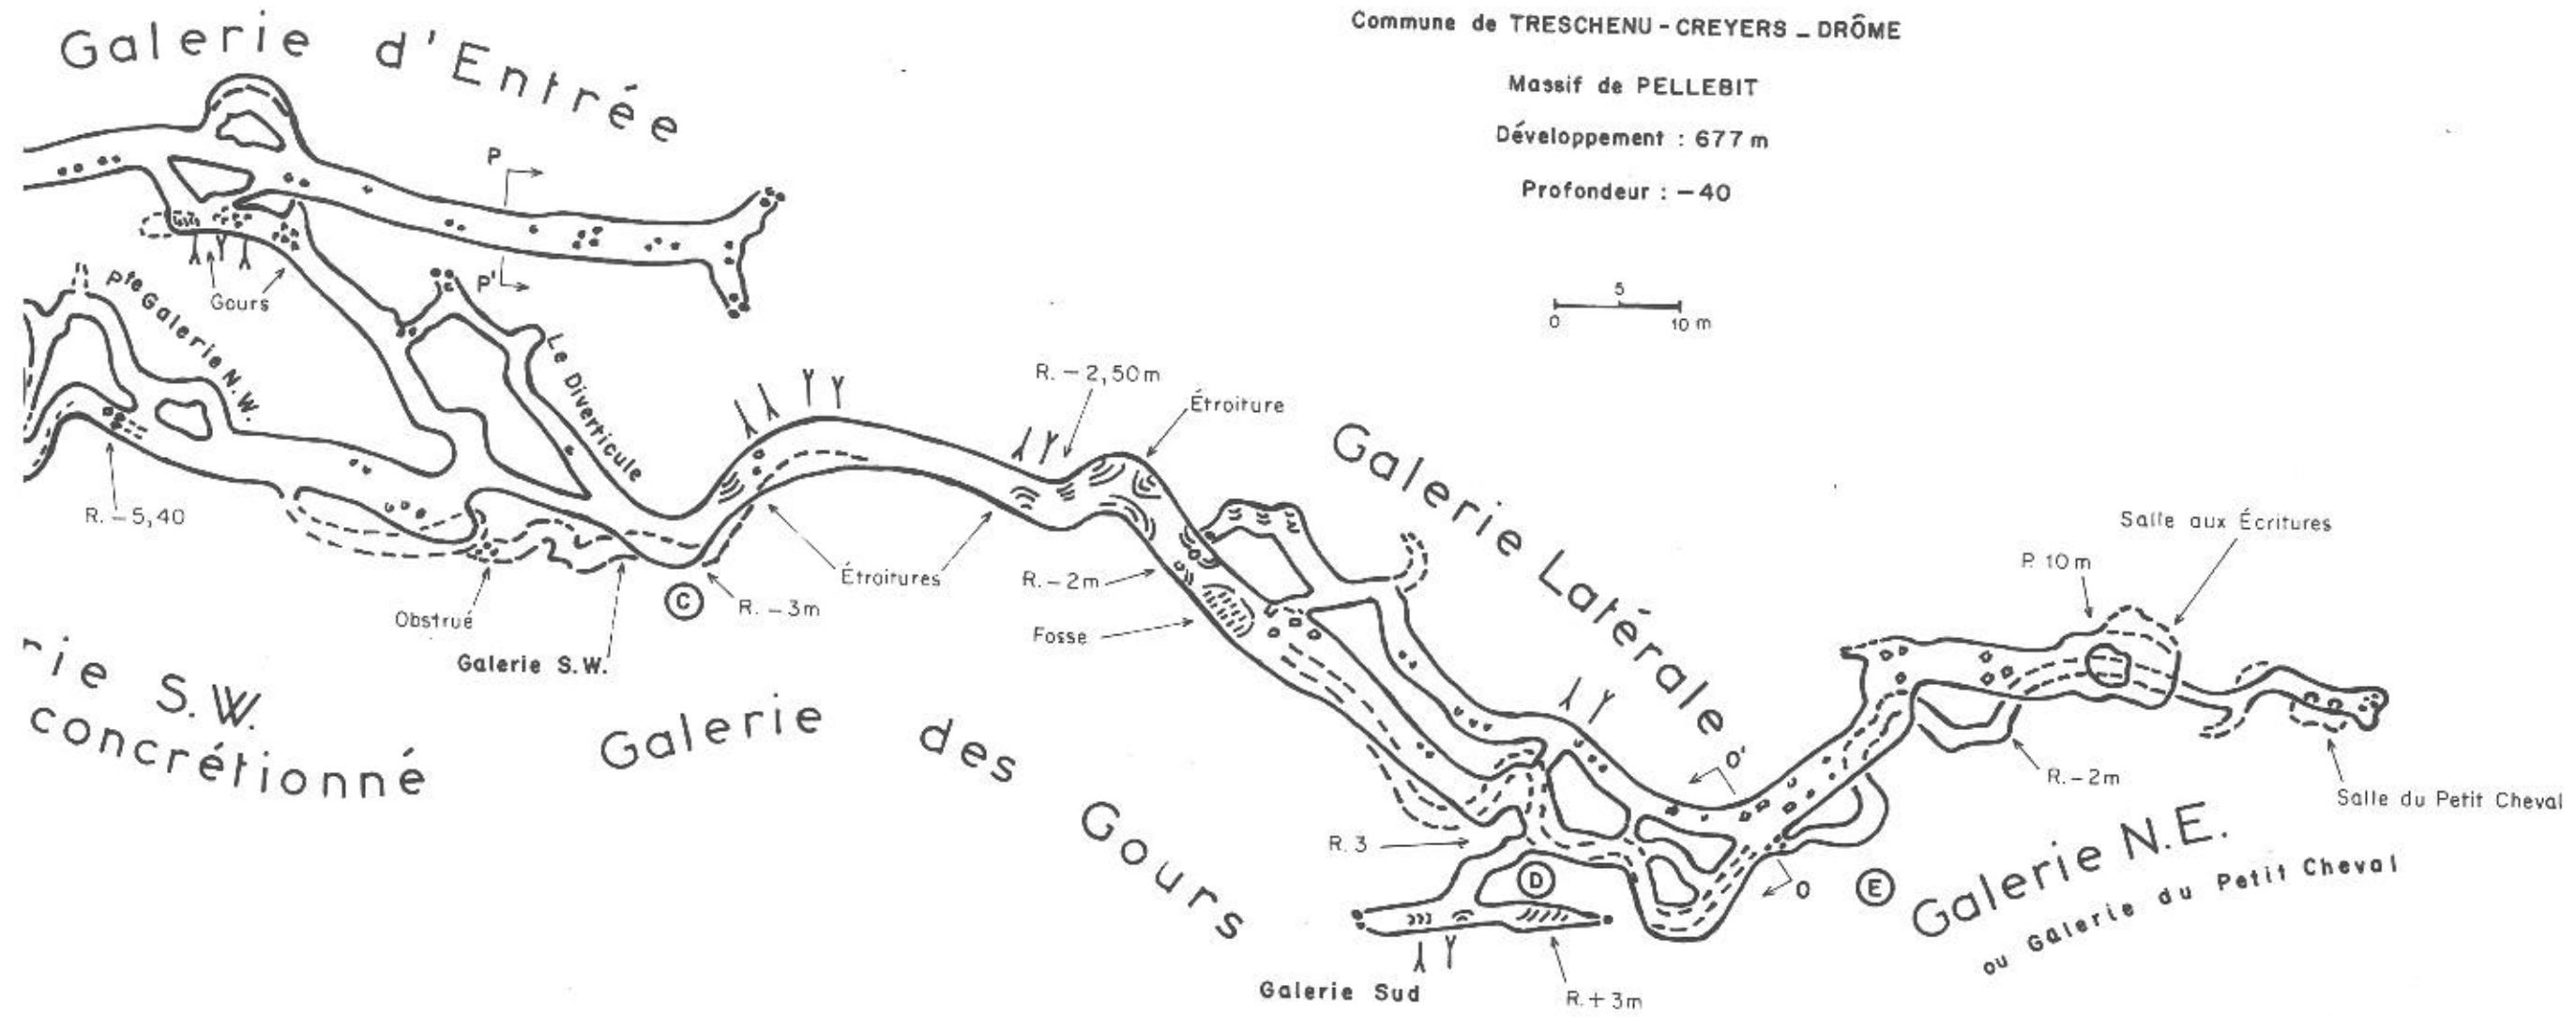 Commune de TRESCHENU - CREYERS _ DRÔME
Massif de PELLEBIT
Développement : 677 m
Profondeur : - 40
5
0 10 m
Galerie d'Entrée
P
P'
Gours
Pte Galerie N.W.
Le Diverticule
R. - 5,40
Obstrué
Galerie S.W.
C
R. - 3m
Étroitures
R. - 2,50m
Étroiture
R. - 2m
Fosse
Galerie Latérale
Salle aux Écritures
P. 10 m
R. - 2m
Salle du Petit Cheval
O'
O
R. 3
D
E
rie S.W.
concrétionné
Galerie des Gours
Galerie Sud
R. + 3m
Galerie N.E.
ou Galerie du Petit Cheval